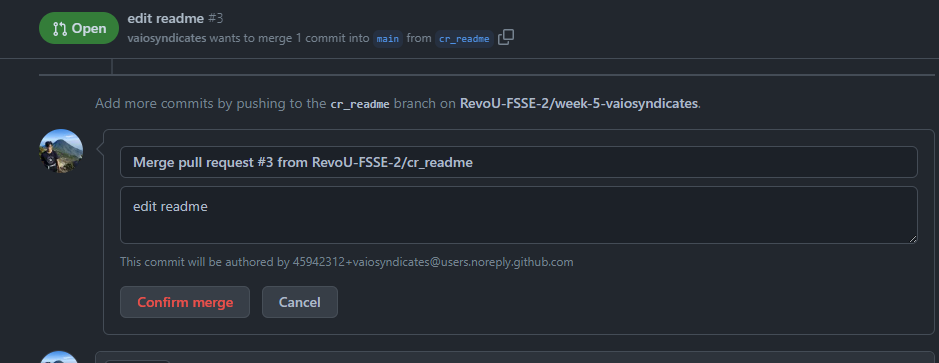 Open
edit readme #3
vaiosyndicates wants to merge 1 commit into main from cr_readme
Add more commits by pushing to the cr_readme branch on RevoU-FSSE-2/week-5-vaiosyndicates.
Merge pull request #3 from RevoU-FSSE-2/cr_readme
edit readme
This commit will be authored by 45942312+vaiosyndicates@users.noreply.github.com
Confirm merge
Cancel